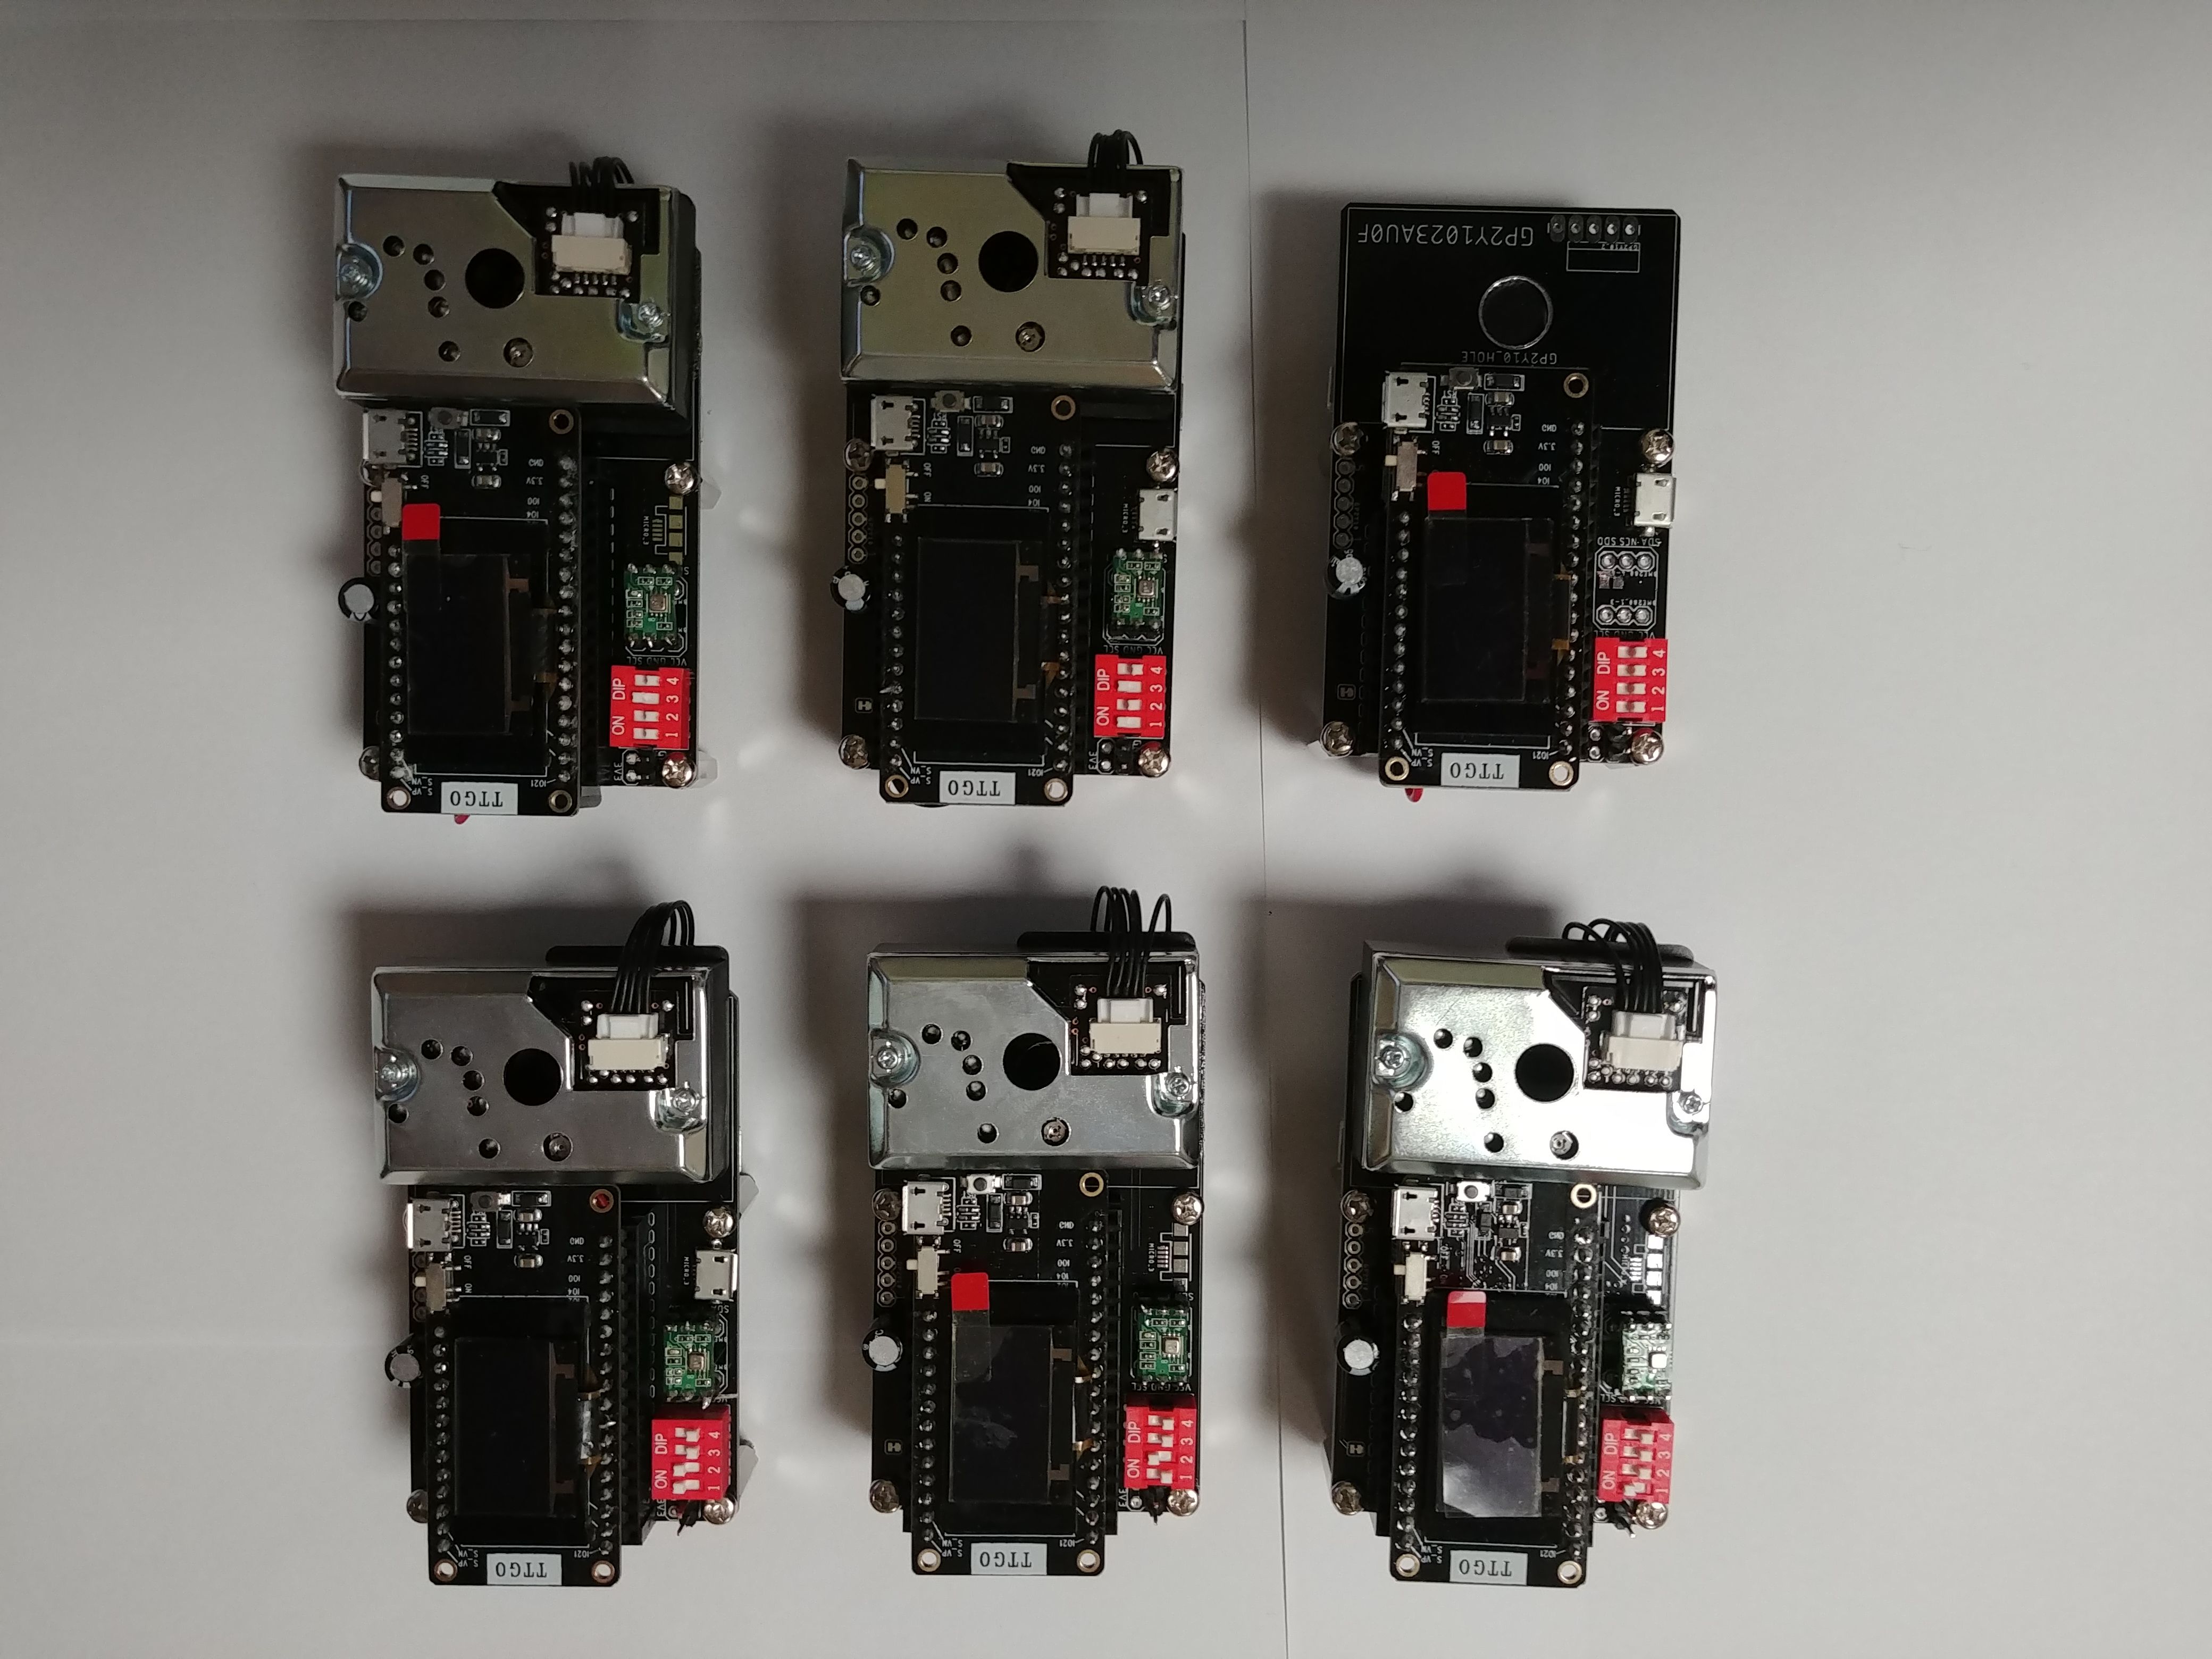 GP2Y1023AU0F
GP2Y10_HOLE
GND
3.3V
IO0
IO4
OFF
ON DIP
1 2 3 4
VCC GND SCL
3V3
S_VN
S_VP
IO21
TTGO
GND
3.3V
IO0
IO4
OFF
ON
MICRO_3
ON DIP
1 2 3 4
VCC GND SCL
3V3
S_VN
S_VP
IO21
TTGO
GND
3.3V
IO0
IO4
OFF
SDA NCS SDO
VCC GND SCL
ON DIP
1 2 3 4
S_VN
S_VP
IO21
TTGO
GND
3.3V
IO0
IO4
OFF
ON
ON DIP
1 2 3 4
3V3
S_VN
S_VP
IO21
TTGO
GND
3.3V
IO0
IO4
OFF
VCC GND SCL
ON DIP
1 2 3 4
3V3
S_VN
S_VP
IO21
TTGO
GND
3.3V
IO0
IO4
OFF
ON DIP
1 2 3 4
S_VN
S_VP
IO21
TTGO